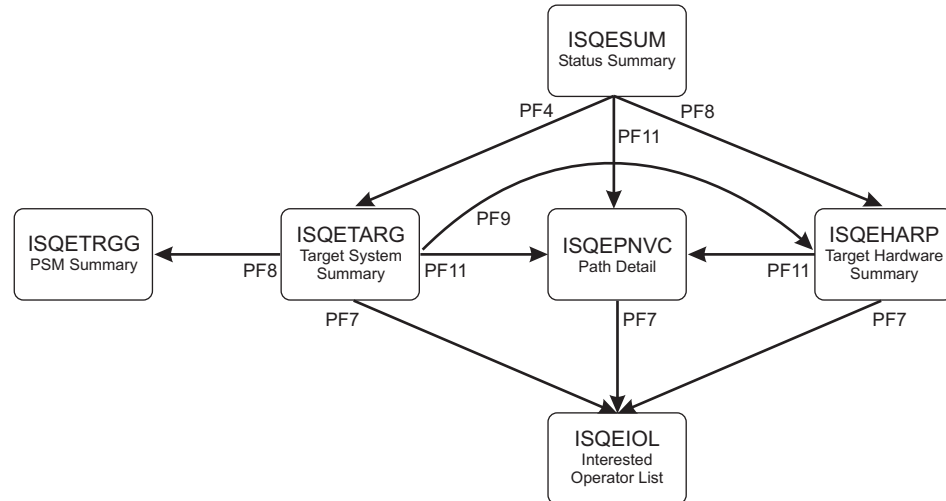 ISQESUM
Status Summary
PF4
PF11
PF8
PF9
ISQETRGG
PSM Summary
PF8
ISQETARG
Target System
Summary
PF11
ISQEPNVC
Path Detail
PF11
ISQEHARP
Target Hardware
Summary
PF7
PF7
PF7
ISQEIOL
Interested
Operator List